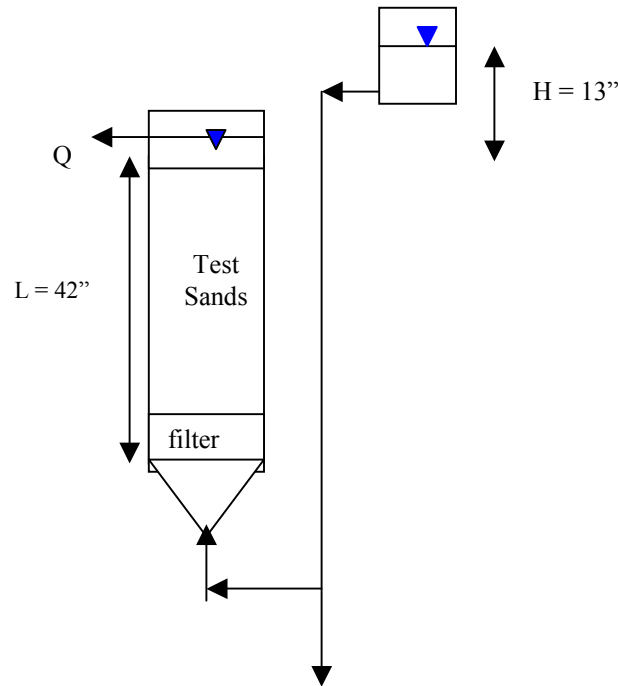 H = 13”
Q
Test
Sands
L = 42”
filter